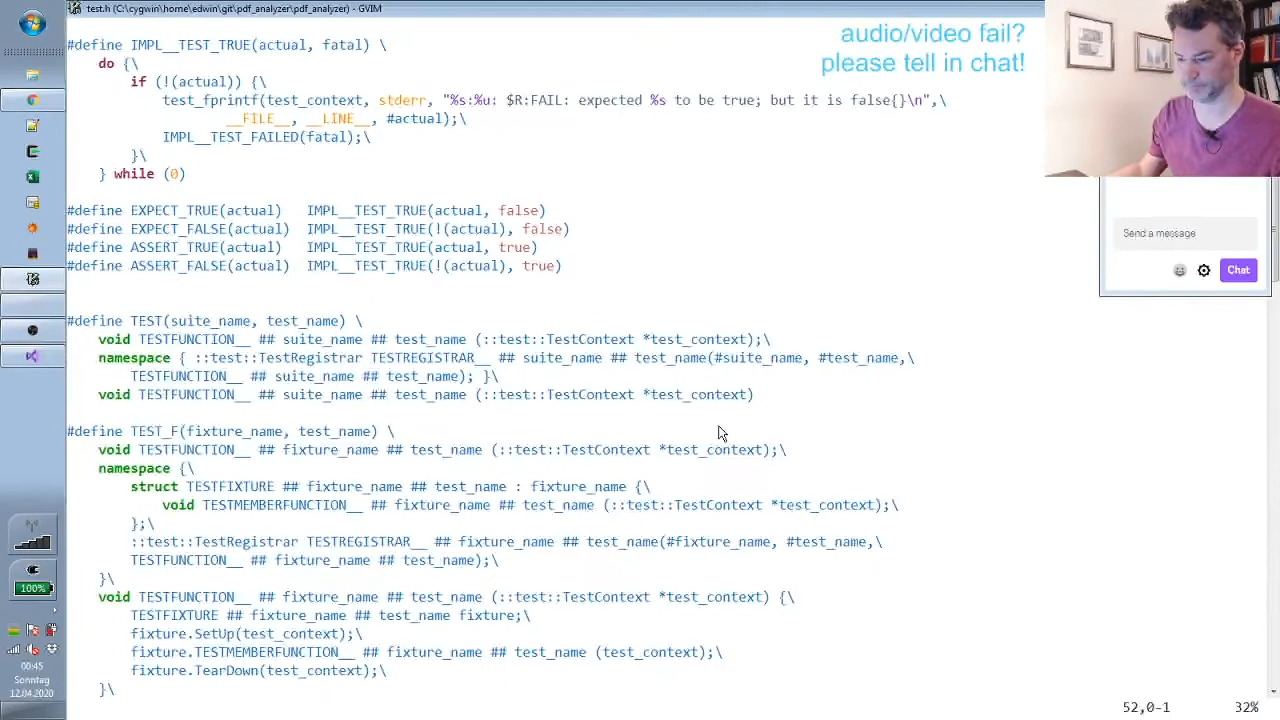 test.h (C:\cygwin\home\edwin\git\pdf_analyzer\pdf_analyzer) - GVIM
audio/video fail?
please tell in chat!
#define IMPL__TEST_TRUE(actual, fatal) \
do {\
if (!(actual)) {\
test_fprintf(test_context, stderr, "%s:%u: $R:FAIL: expected %s to be true; but it is false{}\n",\
__FILE__, __LINE__, #actual);\
IMPL__TEST_FAILED(fatal);\
}\
} while (0)
#define EXPECT_TRUE(actual)   IMPL__TEST_TRUE(actual, false)
#define EXPECT_FALSE(actual)  IMPL__TEST_TRUE(!(actual), false)
#define ASSERT_TRUE(actual)   IMPL__TEST_TRUE(actual, true)
#define ASSERT_FALSE(actual)  IMPL__TEST_TRUE(!(actual), true)
#define TEST(suite_name, test_name) \
void TESTFUNCTION__ ## suite_name ## test_name (::test::TestContext *test_context);\
namespace { ::test::TestRegistrar TESTREGISTRAR__ ## suite_name ## test_name(#suite_name, #test_name,\
TESTFUNCTION__ ## suite_name ## test_name); }\
void TESTFUNCTION__ ## suite_name ## test_name (::test::TestContext *test_context)
#define TEST_F(fixture_name, test_name) \
void TESTFUNCTION__ ## fixture_name ## test_name (::test::TestContext *test_context);\
namespace {\
struct TESTFIXTURE ## fixture_name ## test_name : fixture_name {\
void TESTMEMBERFUNCTION__ ## fixture_name ## test_name (::test::TestContext *test_context);\
};\
::test::TestRegistrar TESTREGISTRAR__ ## fixture_name ## test_name(#fixture_name, #test_name,\
TESTFUNCTION__ ## fixture_name ## test_name);\
}\
void TESTFUNCTION__ ## fixture_name ## test_name (::test::TestContext *test_context) {\
TESTFIXTURE ## fixture_name ## test_name fixture;\
fixture.SetUp(test_context);\
fixture.TESTMEMBERFUNCTION__ ## fixture_name ## test_name (test_context);\
fixture.TearDown(test_context);\
}\
52,0-1
32%
Send a message
Chat
100%
00:45
Sonntag
12.04.2020